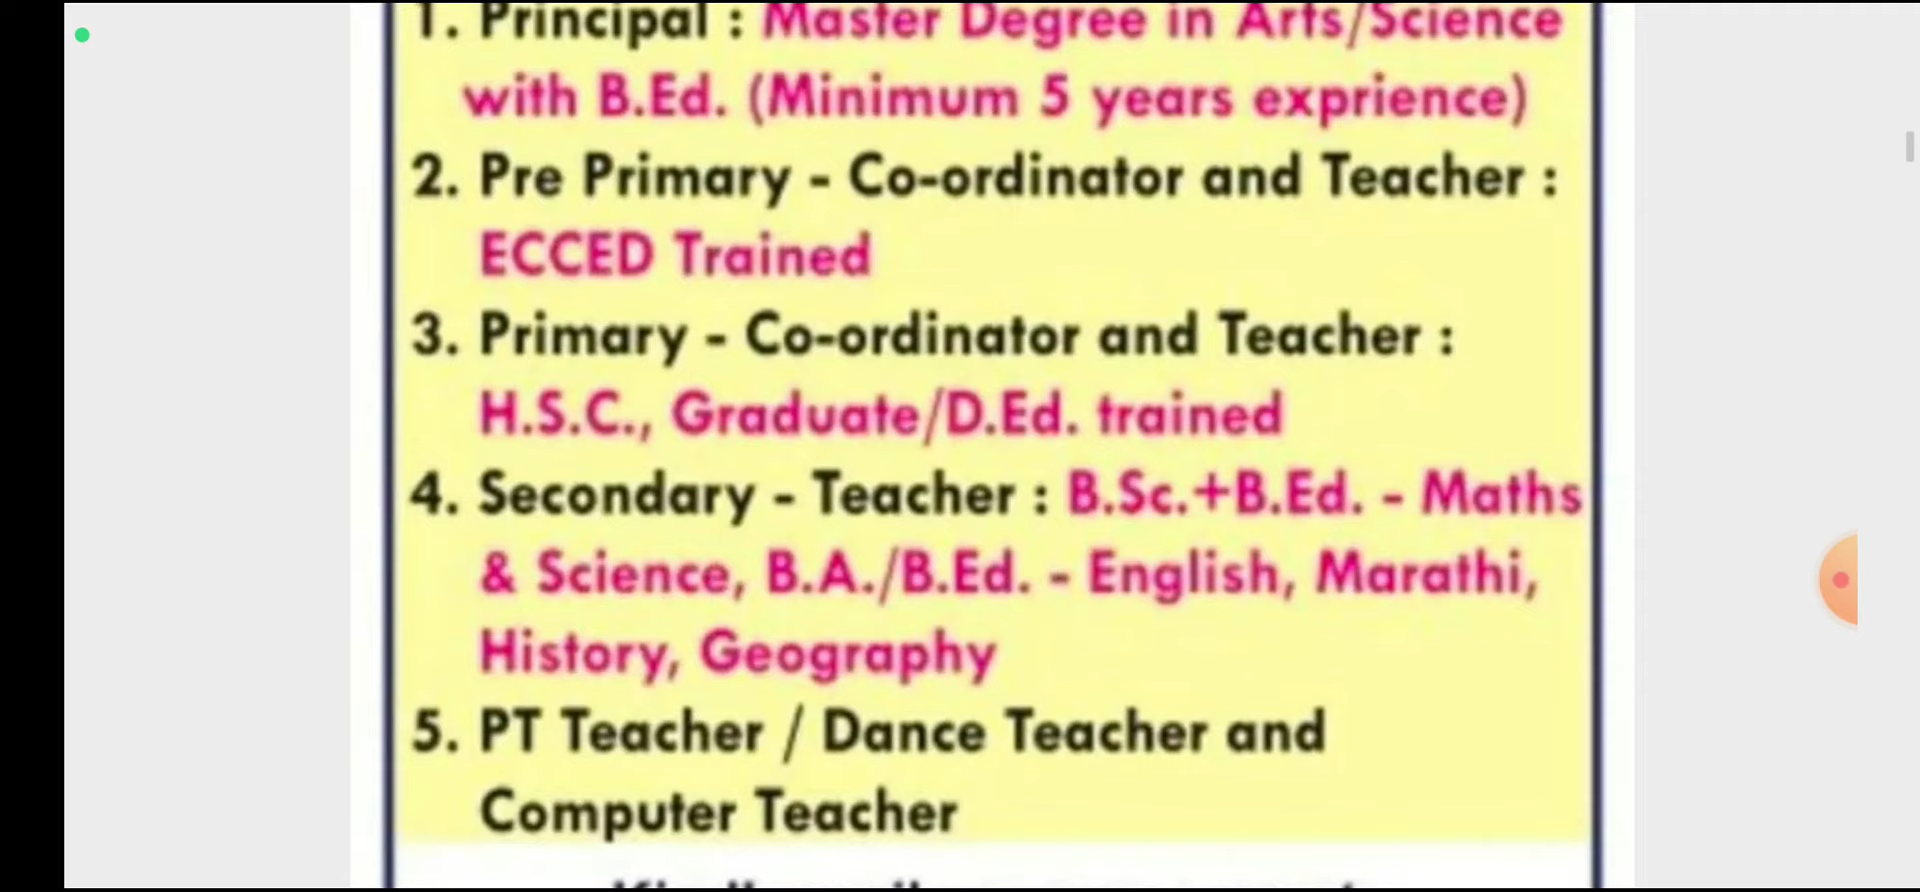 1. Principal : Master Degree in Arts/Science
with B.Ed. (Minimum 5 years exprience)
2. Pre Primary - Co-ordinator and Teacher :
ECCED Trained
3. Primary - Co-ordinator and Teacher :
H.S.C., Graduate/D.Ed. trained
4. Secondary - Teacher : B.Sc.+B.Ed. - Maths
& Science, B.A./B.Ed. - English, Marathi,
History, Geography
5. PT Teacher / Dance Teacher and
Computer Teacher